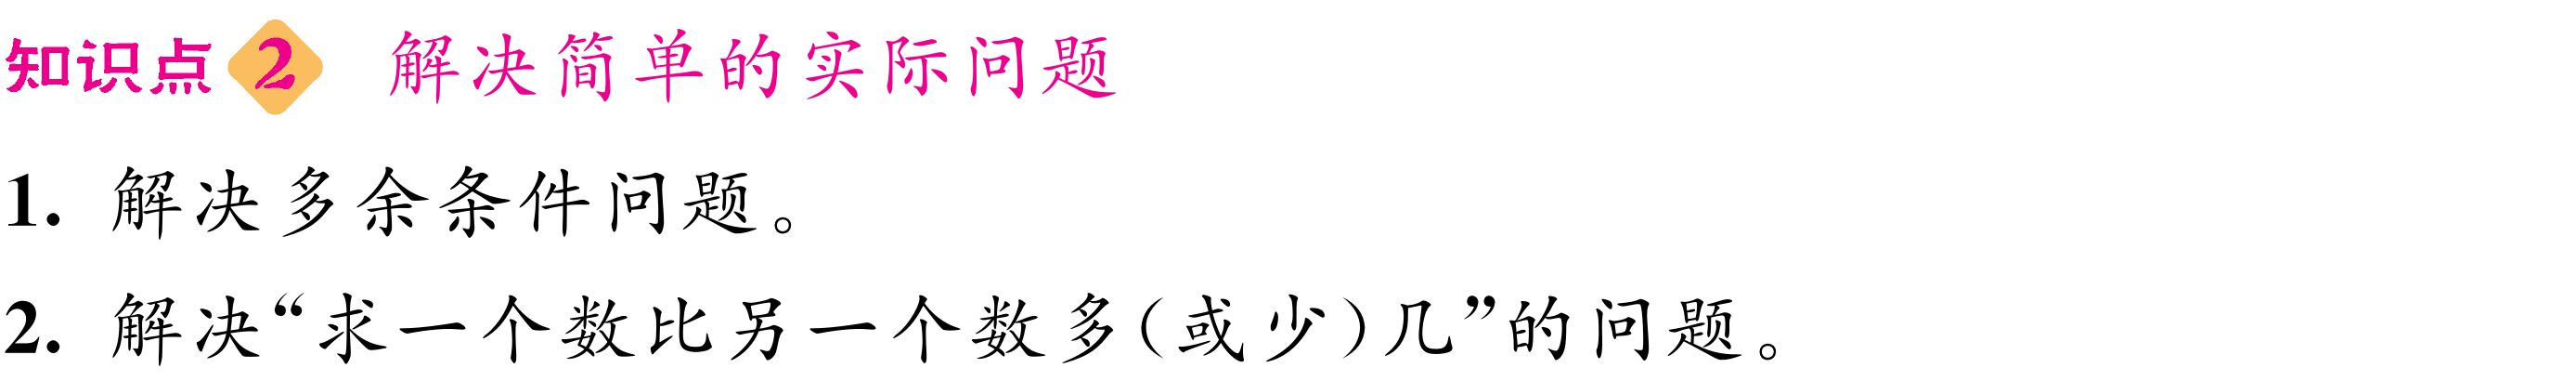 知识点2 解决简单的实际问题
1. 解决多余条件问题。
2. 解决“求一个数比另一个数多(或少)几”的问题。